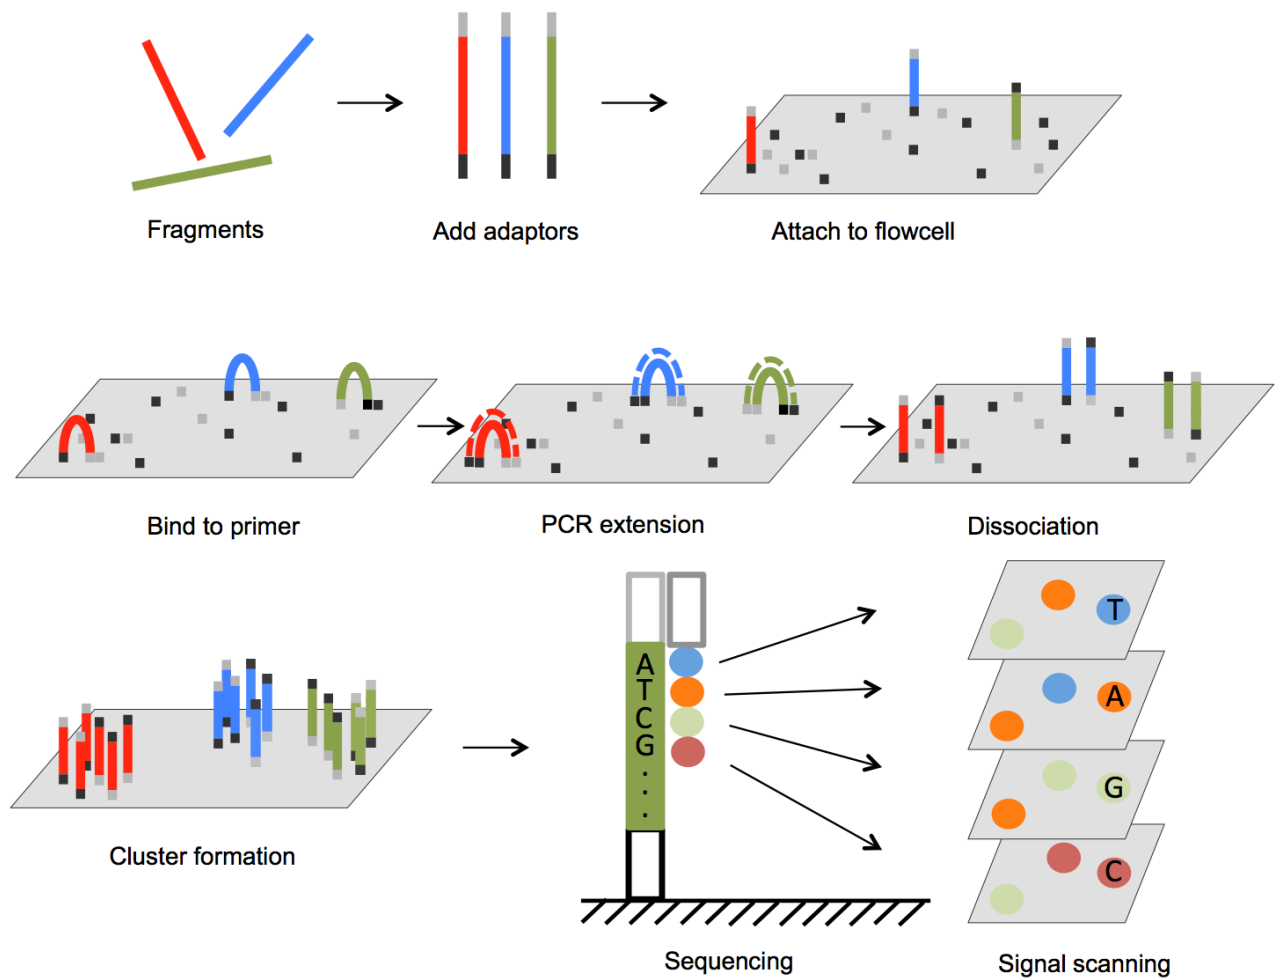 Fragments
Add adaptors
Attach to flowcell
Bind to primer
PCR extension
Dissociation
Cluster formation
A
T
C
G
.
.
.
Sequencing
T
A
G
C
Signal scanning